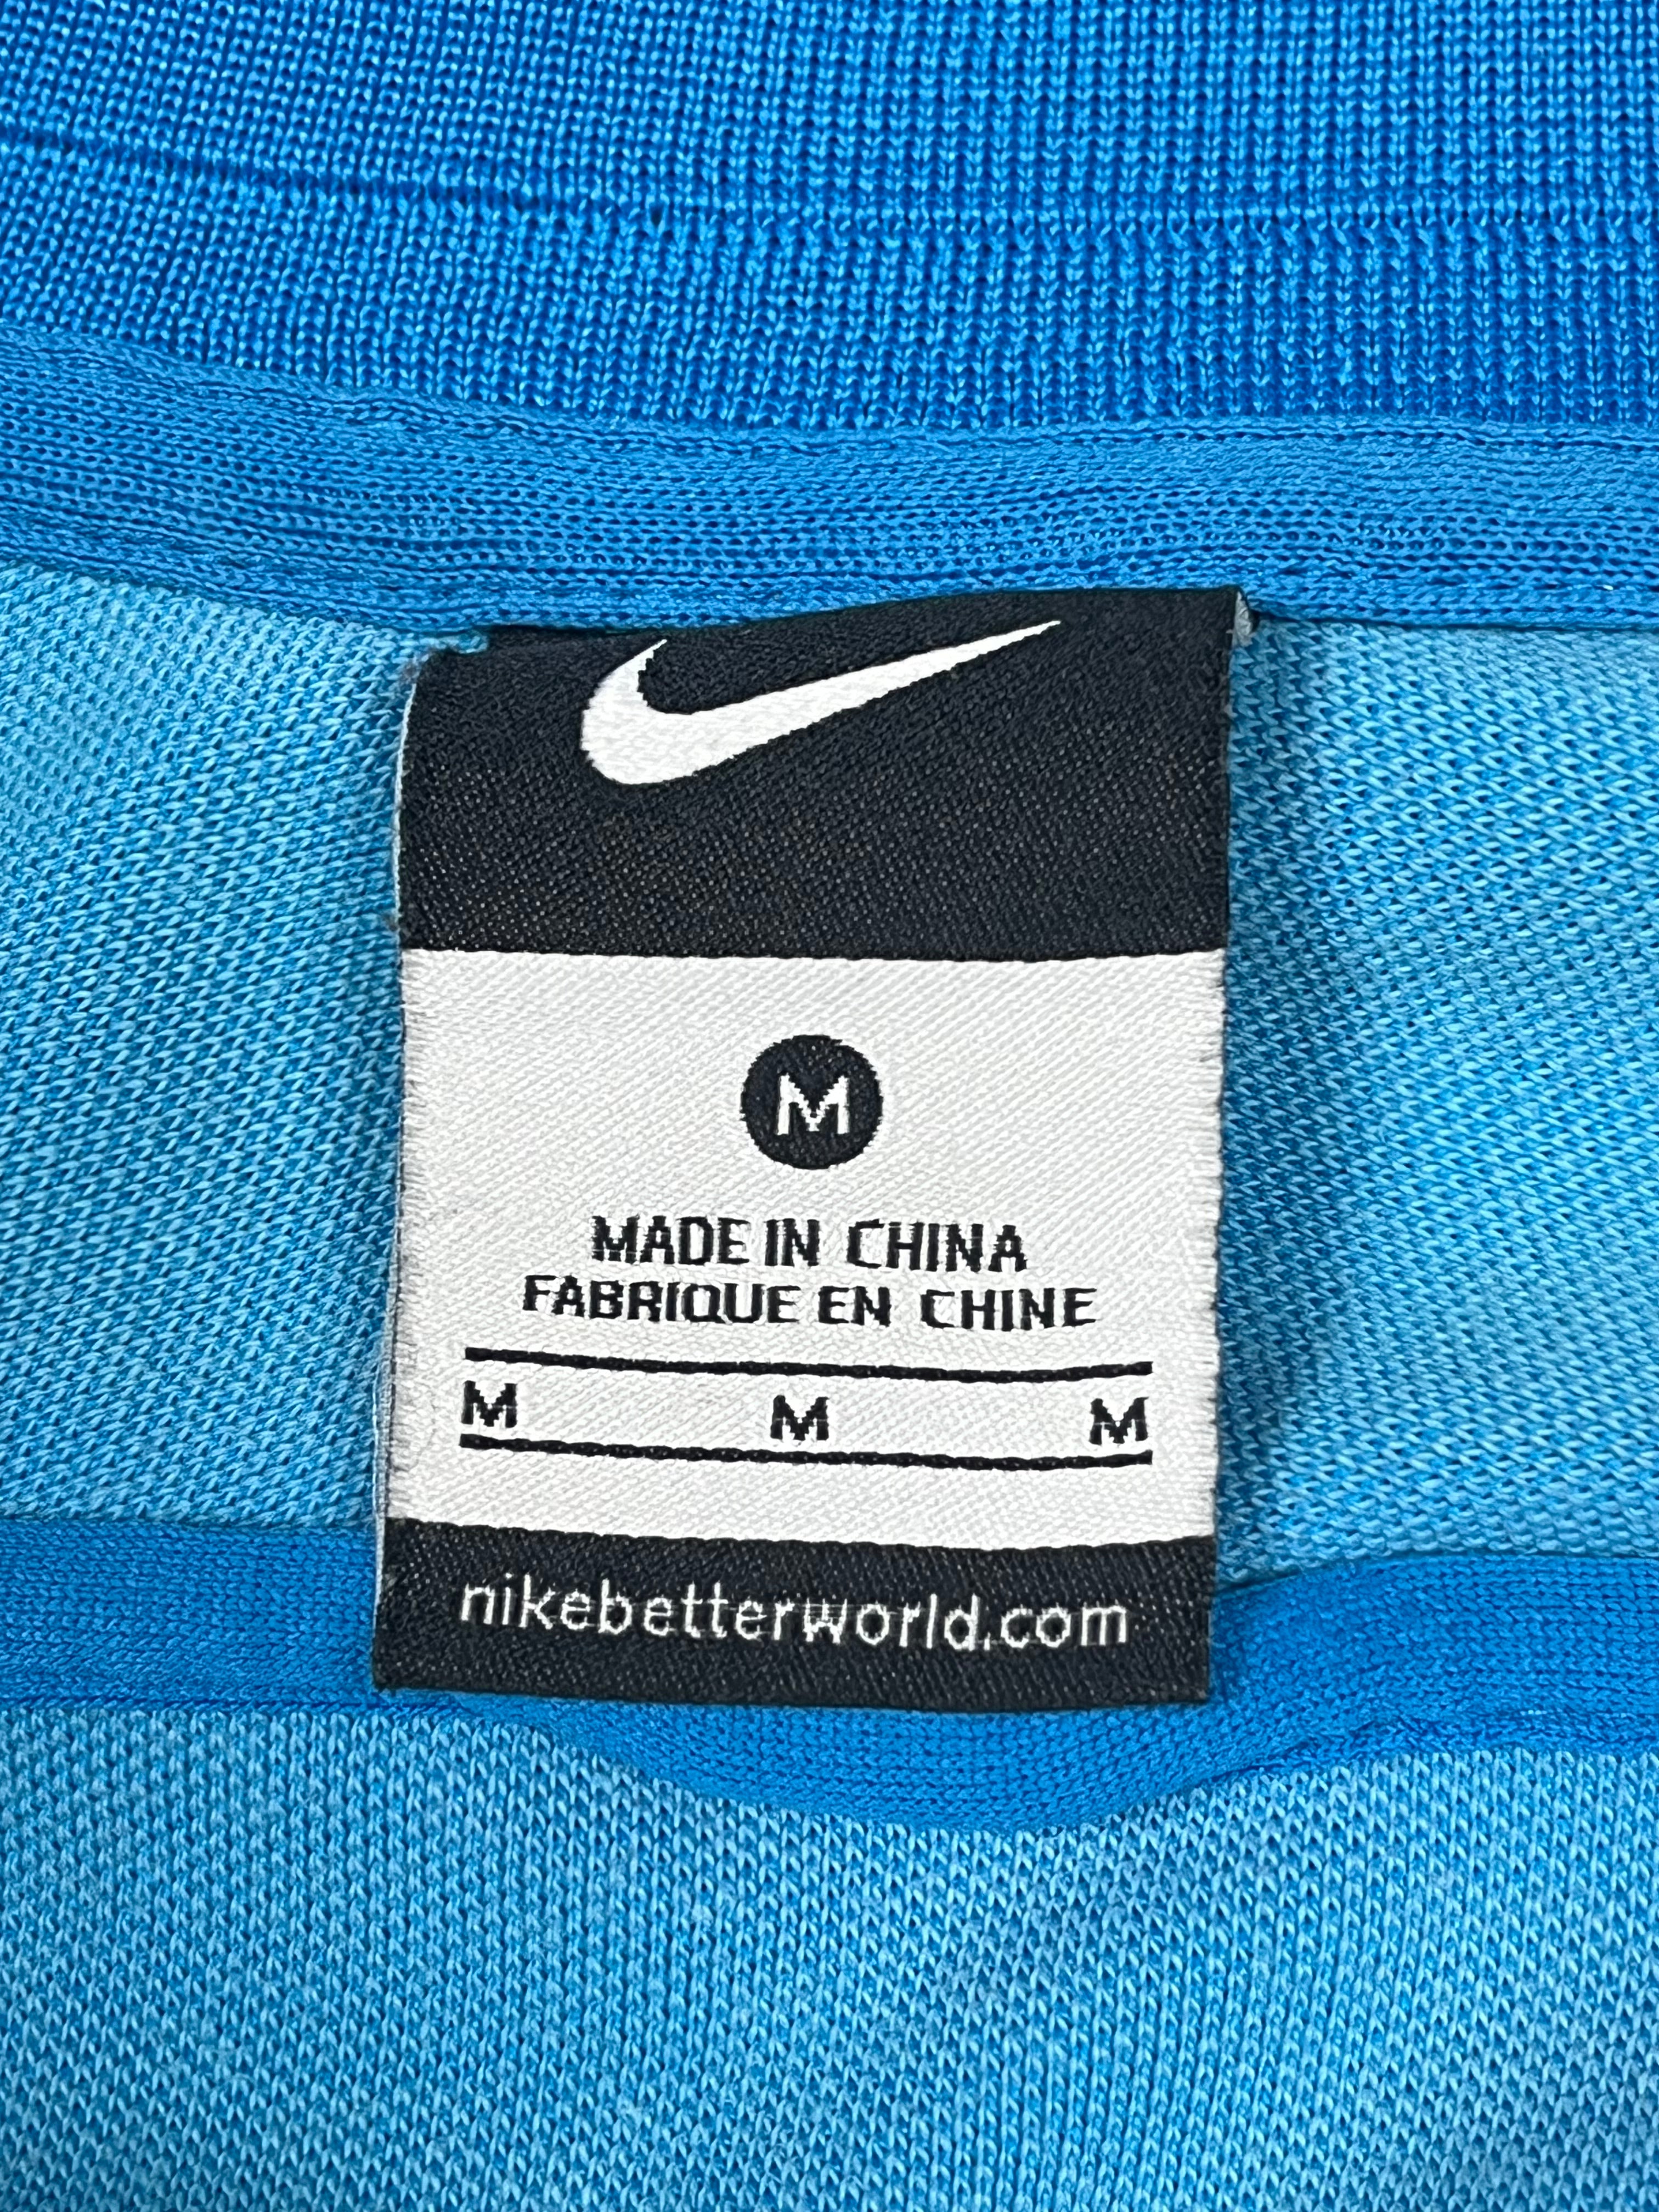 M
MADE IN CHINA
FABRIQUE EN CHINE
M M M
nikebetterworld.com